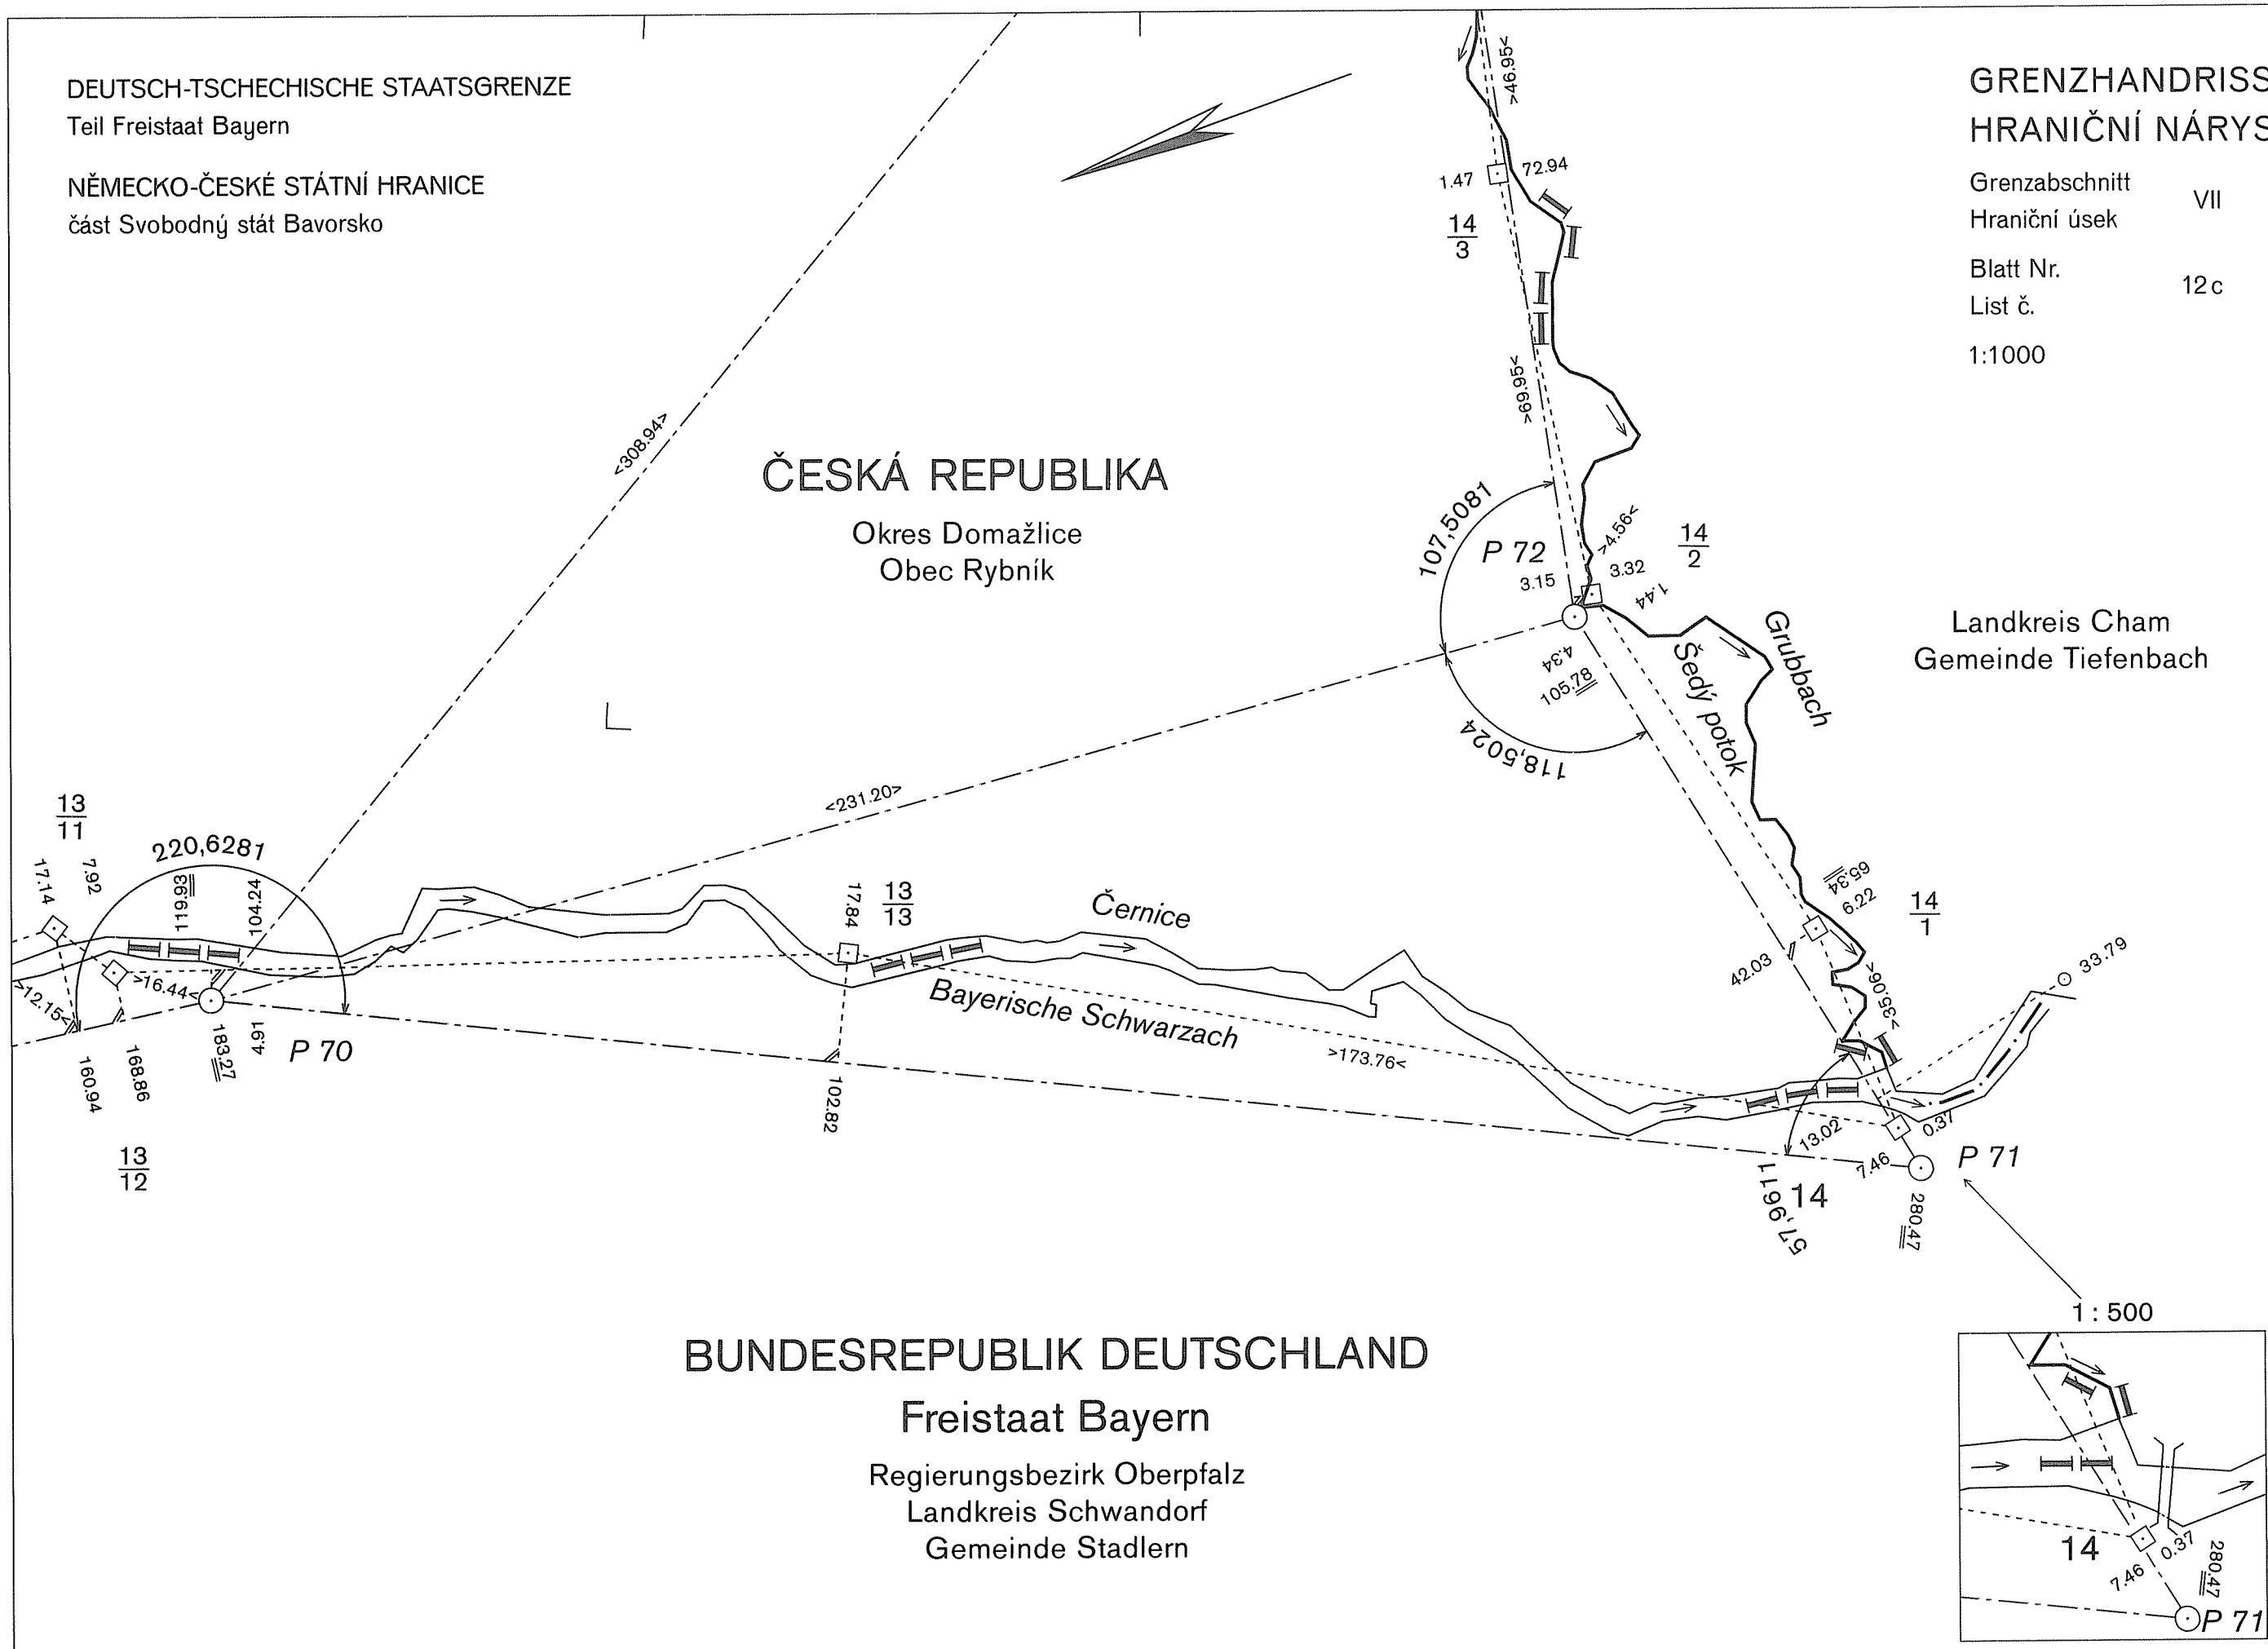 DEUTSCH-TSCHECHISCHE STAATSGRENZE
Teil Freistaat Bayern
NĚMECKO-ČESKÉ STÁTNÍ HRANICE
část Svobodný stát Bavorsko
GRENZHANDRISS
HRANIČNÍ NÁRYS
Grenzabschnitt
Hraniční úsek
VII
Blatt Nr.
List č.
12 c
1:1000
>46.95<
1.47
72.94
14
3
>69.95<
<308.94>
ČESKÁ REPUBLIKA
Okres Domažlice
Obec Rybník
107,5081
P 72
3.15
>4.56<
3.32
1.44
14
2
4.34
105.78
118,5024
Grubbach
Šedý potok
Landkreis Cham
Gemeinde Tiefenbach
<231.20>
13
11
17.14
7.92
220,6281
119.93
104.24
17.84
13
13
Černice
Bayerische Schwarzach
65.34
6.22
14
1
42.03
>35.06<
33.79
>12.15<
>16.44<
183.27
4.91
P 70
160.94
168.86
13
12
102.82
>173.76<
13.02
0.37
7.46
P 71
57,9611
14
280.47
1 : 500
BUNDESREPUBLIK DEUTSCHLAND
Freistaat Bayern
Regierungsbezirk Oberpfalz
Landkreis Schwandorf
Gemeinde Stadlern
14
0.37
7.46
280.47
P 71